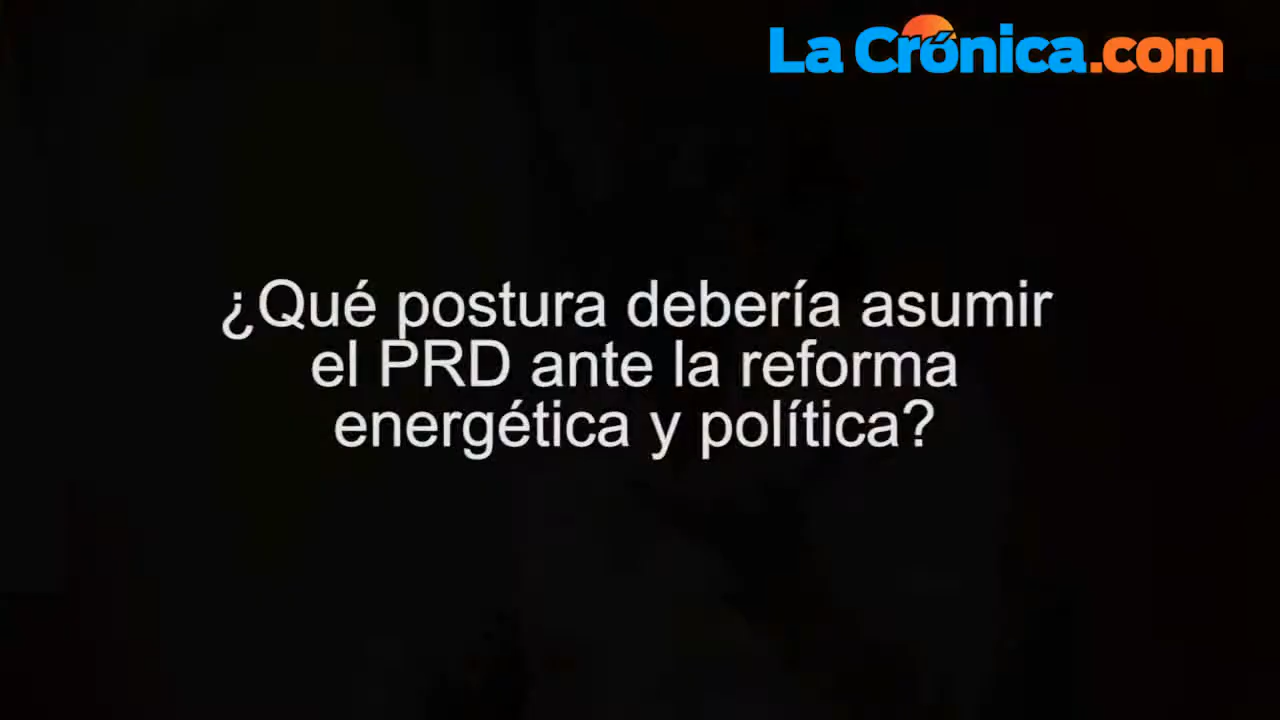 La Crónica.com
¿Qué postura debería asumir
el PRD ante la reforma
energética y política?